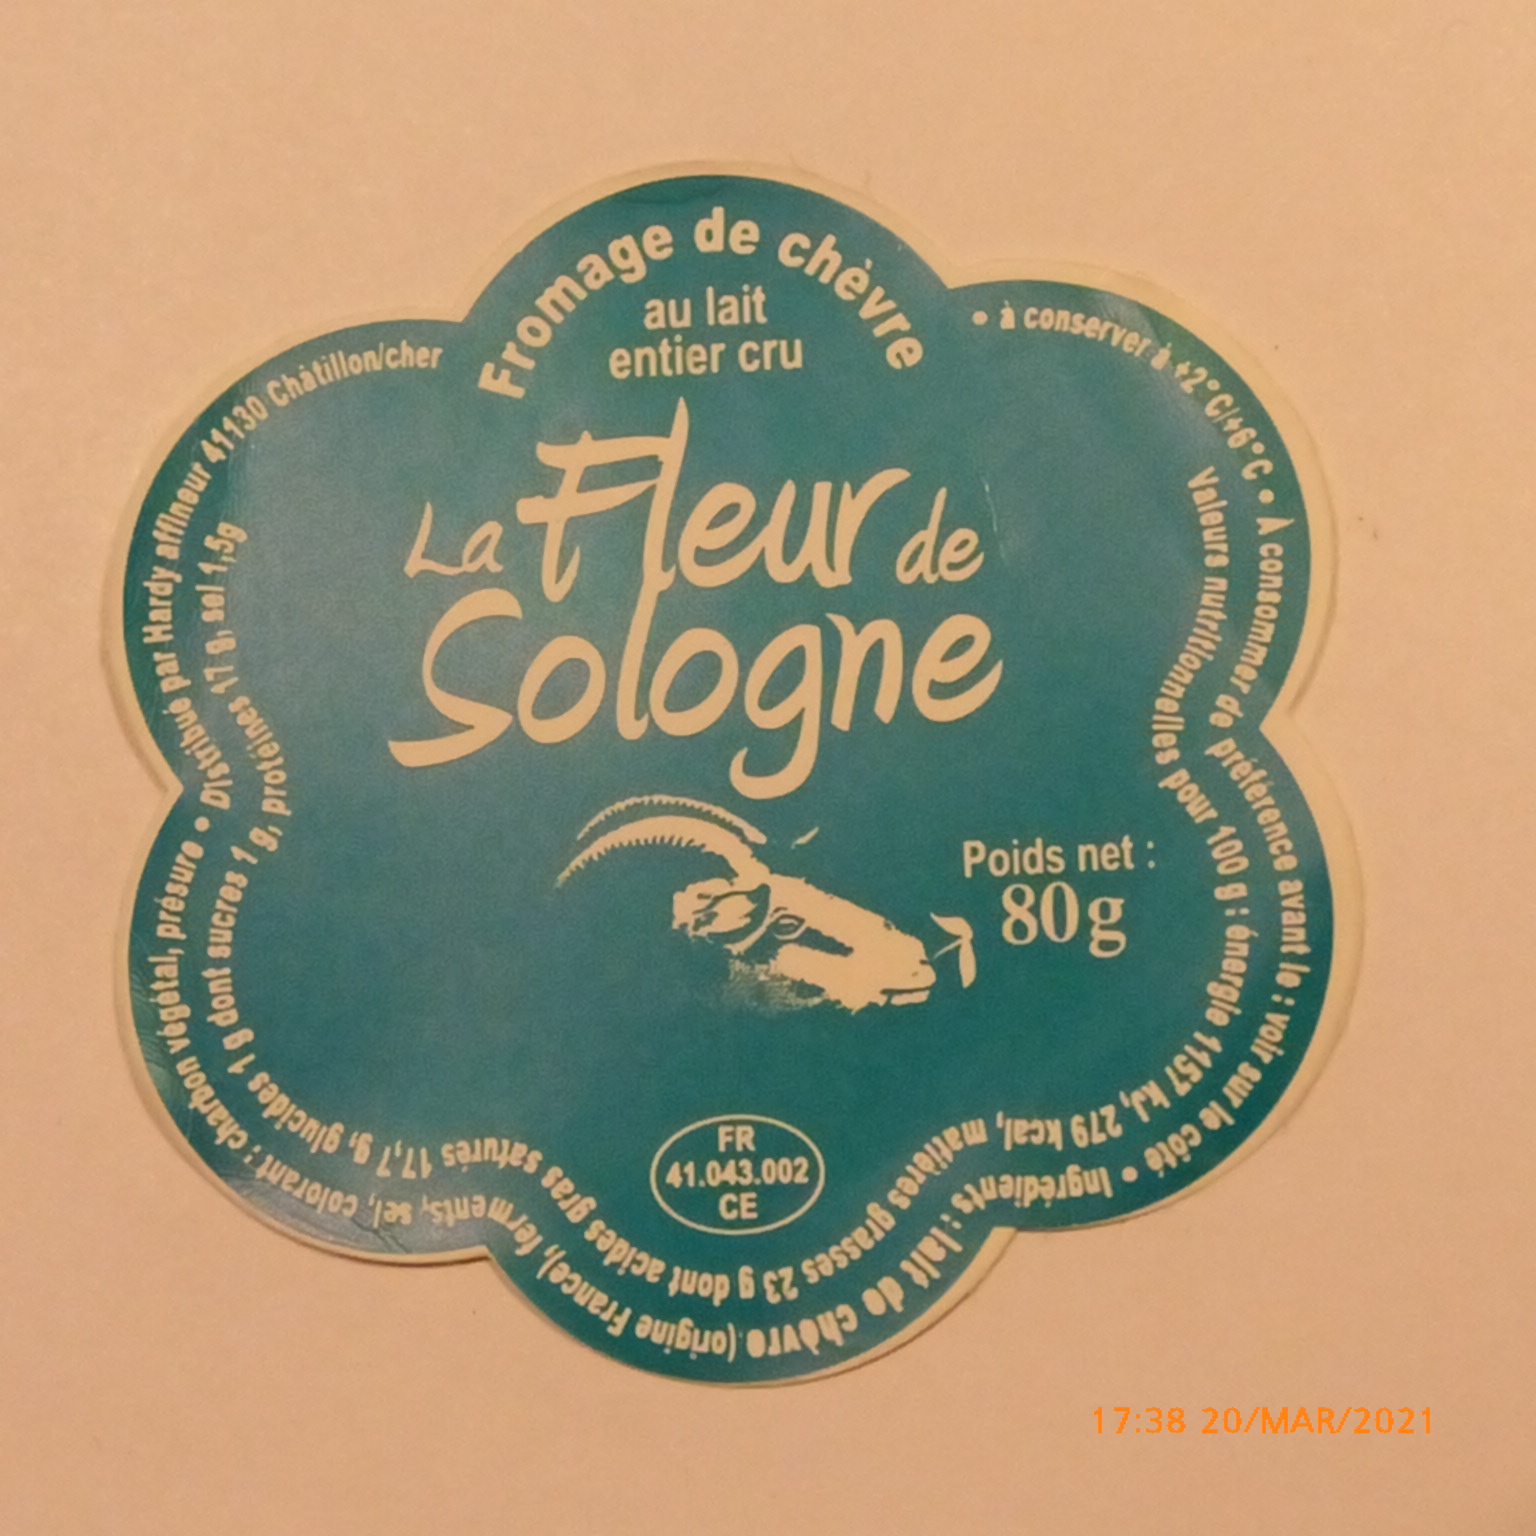 Fromage de chèvre
au lait
entier cru
La Fleur de
Sologne
Poids net :
80g
FR
41.043.002
CE
• à conserver à +2°C/+6°C • À consommer de préférence avant le : voir sur le côté • Ingrédients : lait de chèvre (origine France), ferments, sel, colorant : charbon végétal, présure • Distribué par Hardy affineur 41130 Châtillon/cher
Valeurs nutritionnelles pour 100 g : énergie 1157 kJ, 279 kcal, matières grasses 23 g dont acides gras saturés 17,7 g, glucides 1 g dont sucres 1 g, protéines 17 g, sel 1,5g
17:38 20/MAR/2021